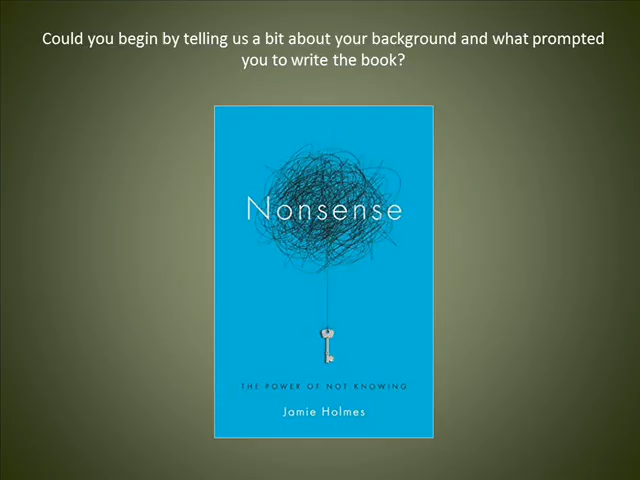 Could you begin by telling us a bit about your background and what prompted
you to write the book?
Nonsense
THE POWER OF NOT KNOWING
Jamie Holmes